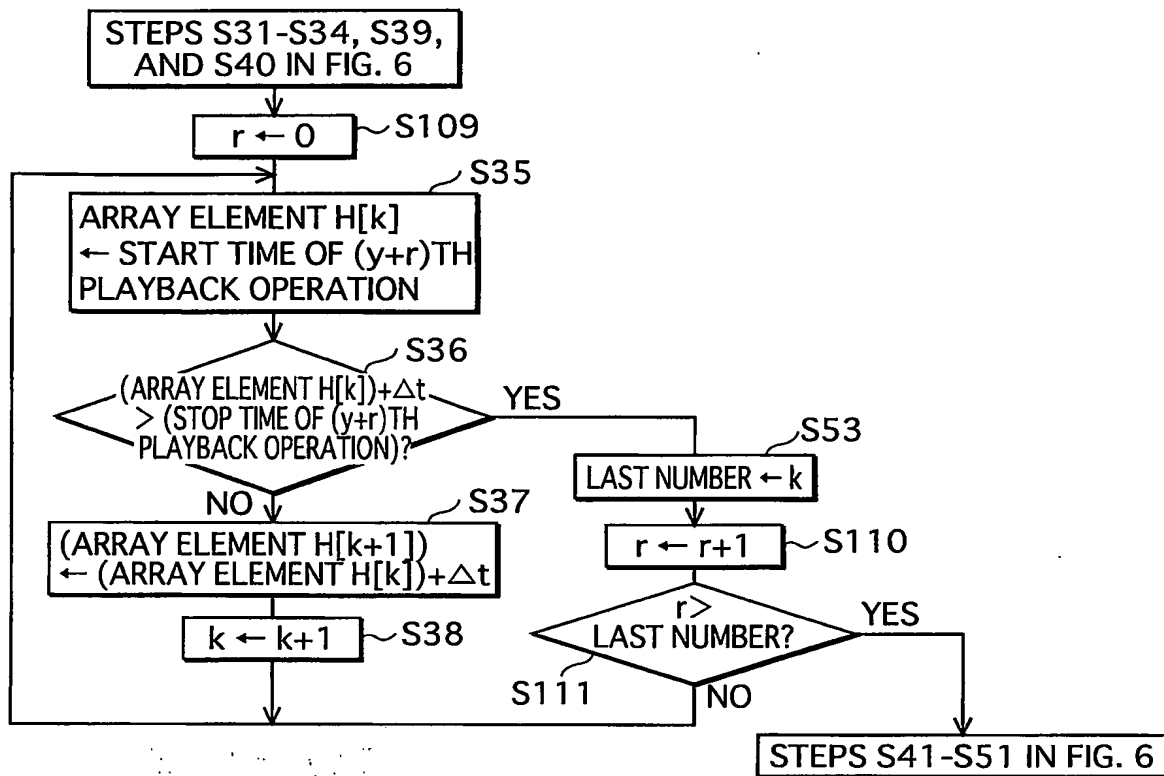 STEPS S31-S34, S39,
AND S40 IN FIG. 6
r ← 0
S109
S35
ARRAY ELEMENT H[k]
← START TIME OF (y+r)TH
PLAYBACK OPERATION
S36
(ARRAY ELEMENT H[k])+△t
> (STOP TIME OF (y+r)TH
PLAYBACK OPERATION)?
YES
NO
S37
(ARRAY ELEMENT H[k+1])
← (ARRAY ELEMENT H[k])+△t
k ← k+1
S38
S53
LAST NUMBER ← k
r ← r+1
S110
r>
LAST NUMBER?
YES
S111
NO
STEPS S41-S51 IN FIG. 6